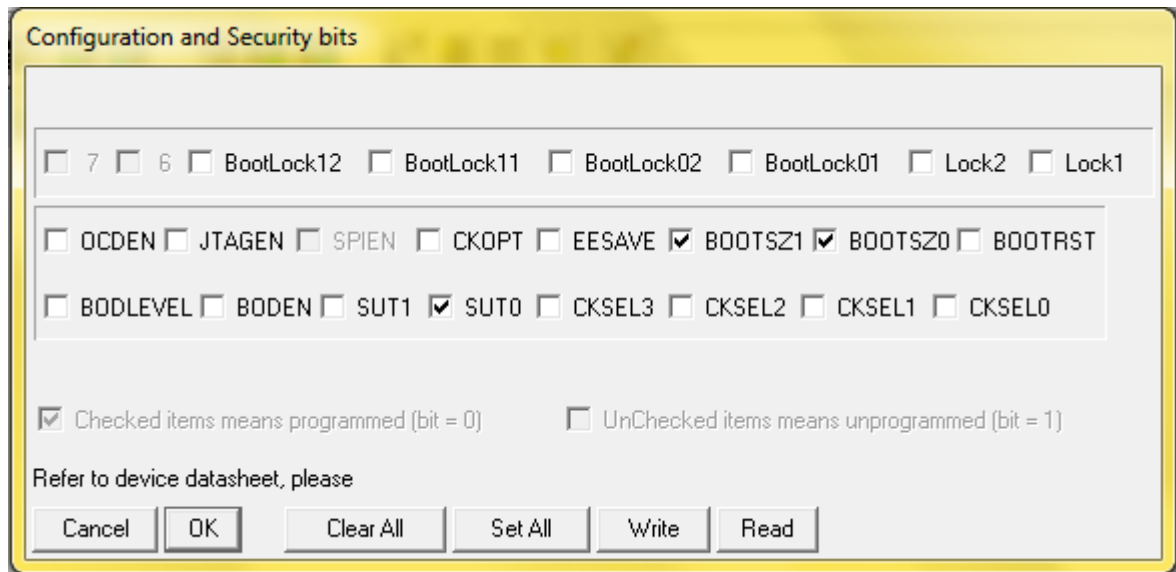 Configuration and Security bits
7 6 BootLock12 BootLock11 BootLock02 BootLock01 Lock2 Lock1
OCDEN JTAGEN SPIEN CKOPT EESAVE BOOTSZ1 BOOTSZ0 BOOTRST
BODLEVEL BODEN SUT1 SUT0 CKSEL3 CKSEL2 CKSEL1 CKSEL0
Checked items means programmed (bit = 0) UnChecked items means unprogrammed (bit = 1)
Refer to device datasheet, please
Cancel OK Clear All Set All Write Read